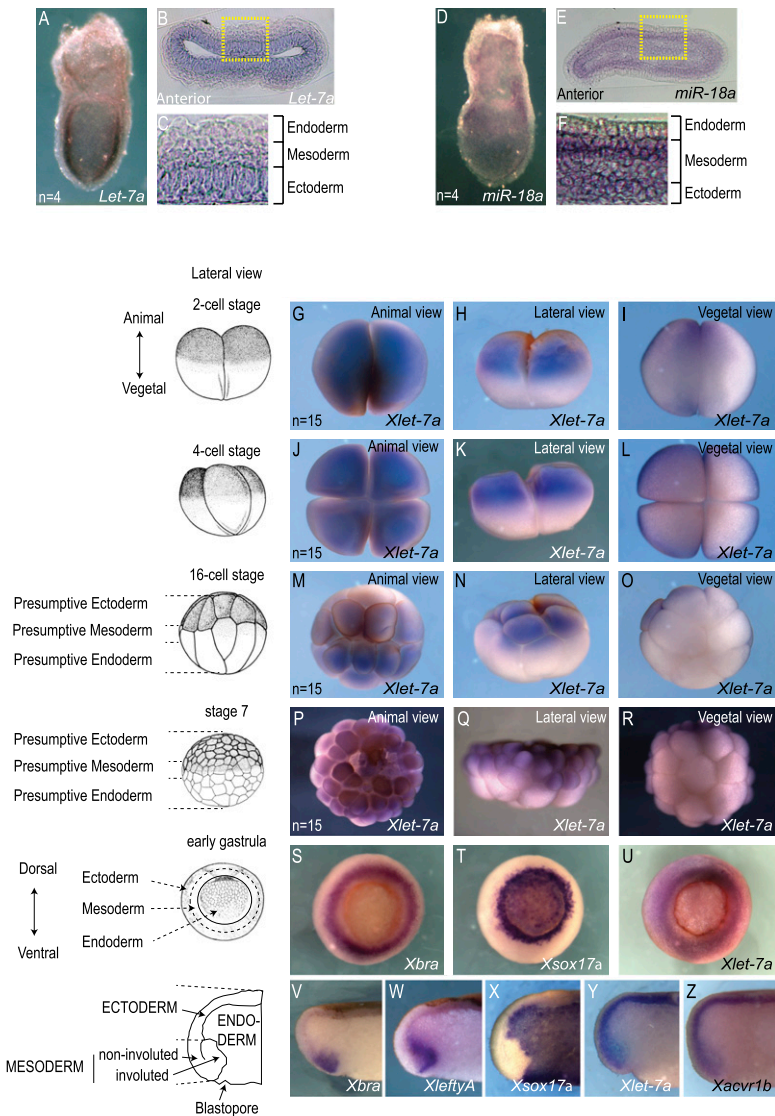 A
n=4
Let-7a
B
Anterior
Let-7a
C
Endoderm
Mesoderm
Ectoderm
D
n=4
miR-18a
E
Anterior
miR-18a
F
Endoderm
Mesoderm
Ectoderm
Lateral view
2-cell stage
Animal
Vegetal
G
Animal view
n=15
Xlet-7a
H
Lateral view
Xlet-7a
I
Vegetal view
Xlet-7a
4-cell stage
J
Animal view
n=15
Xlet-7a
K
Lateral view
Xlet-7a
L
Vegetal view
Xlet-7a
16-cell stage
Presumptive Ectoderm
Presumptive Mesoderm
Presumptive Endoderm
M
Animal view
n=15
Xlet-7a
N
Lateral view
Xlet-7a
O
Vegetal view
Xlet-7a
stage 7
Presumptive Ectoderm
Presumptive Mesoderm
Presumptive Endoderm
P
Animal view
n=15
Xlet-7a
Q
Lateral view
Xlet-7a
R
Vegetal view
Xlet-7a
early gastrula
Dorsal
Ventral
Ectoderm
Mesoderm
Endoderm
S
Xbra
T
Xsox17a
U
Xlet-7a
ECTODERM
ENDO-
DERM
MESODERM
non-involuted
involuted
Blastopore
V
Xbra
W
XleftyA
X
Xsox17a
Y
Xlet-7a
Z
Xacvr1b